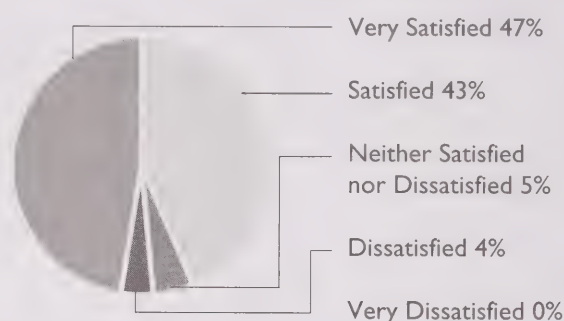 Very Satisfied 47%
Satisfied 43%
Neither Satisfied
nor Dissatisfied 5%
Dissatisfied 4%
Very Dissatisfied 0%